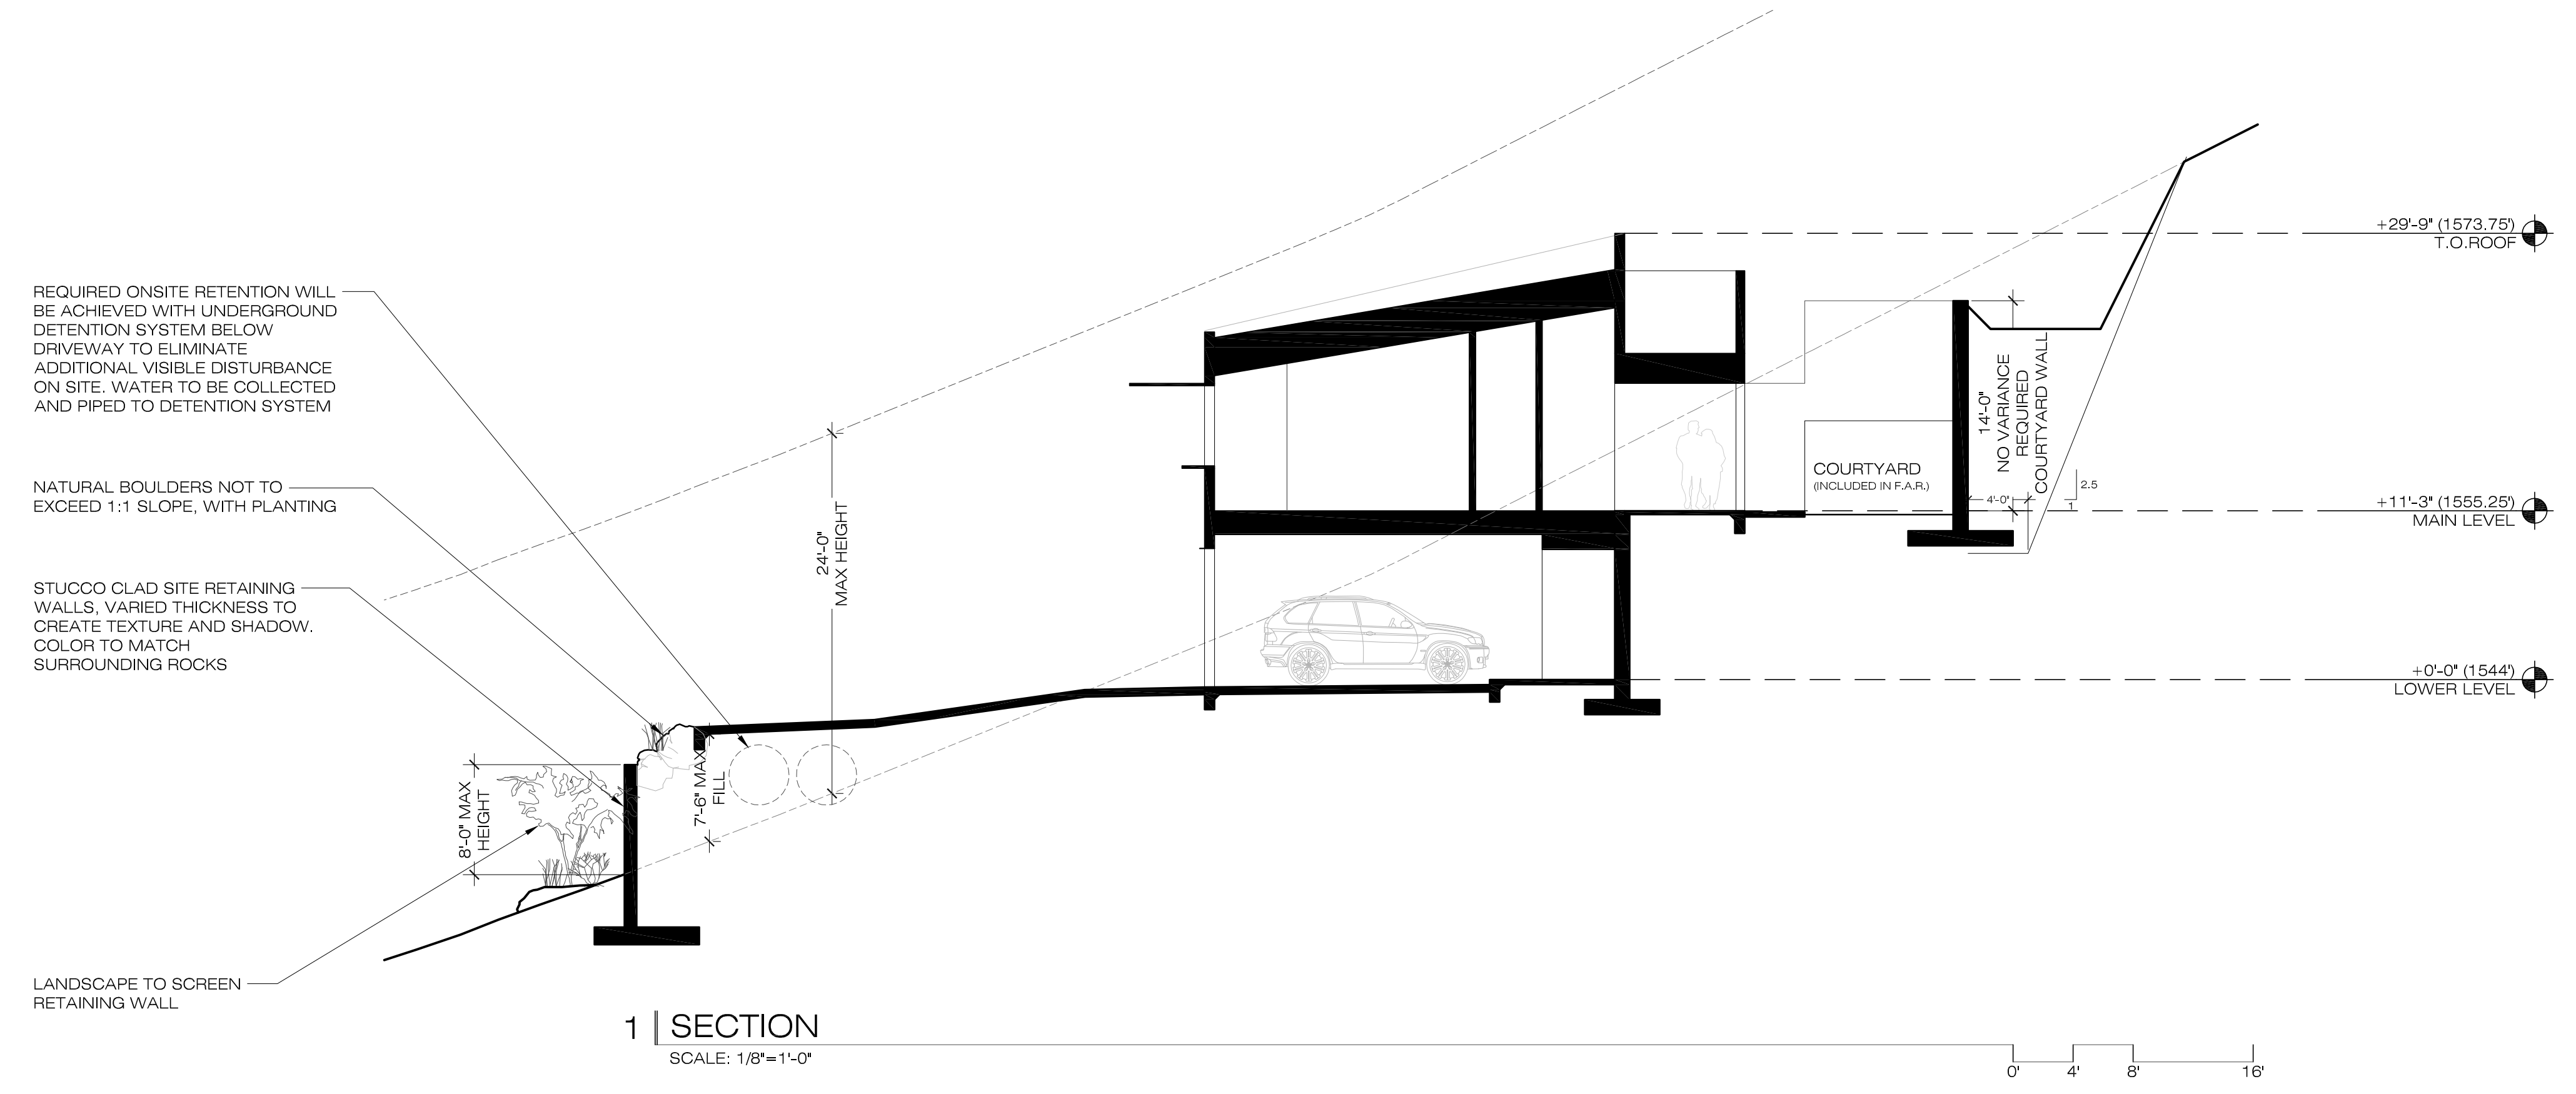 REQUIRED ONSITE RETENTION WILL
BE ACHIEVED WITH UNDERGROUND
DETENTION SYSTEM BELOW
DRIVEWAY TO ELIMINATE
ADDITIONAL VISIBLE DISTURBANCE
ON SITE. WATER TO BE COLLECTED
AND PIPED TO DETENTION SYSTEM
NATURAL BOULDERS NOT TO
EXCEED 1:1 SLOPE, WITH PLANTING
STUCCO CLAD SITE RETAINING
WALLS, VARIED THICKNESS TO
CREATE TEXTURE AND SHADOW.
COLOR TO MATCH
SURROUNDING ROCKS
LANDSCAPE TO SCREEN
RETAINING WALL
8'-0" MAX
HEIGHT
7'-6" MAX
FILL
24'-0"
MAX HEIGHT
COURTYARD
(INCLUDED IN F.A.R.)
14'-0"
NO VARIANCE
REQUIRED
COURTYARD WALL
4'-0"
2.5
1
+29'-9" (1573.75')
T.O.ROOF
+11'-3" (1555.25')
MAIN LEVEL
+0'-0" (1544')
LOWER LEVEL
1 SECTION
SCALE: 1/8"=1'-0"
0' 4' 8' 16'